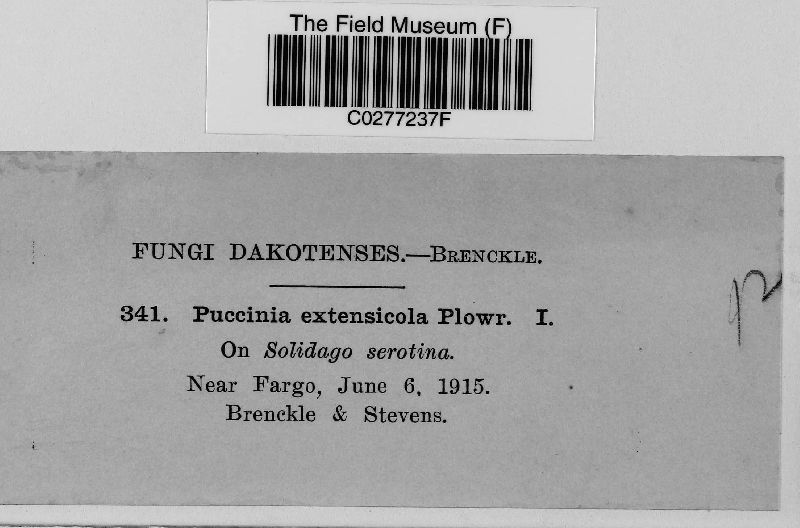 The Field Museum (F)
C0277237F
FUNGI DAKOTENSES.—BRENCKLE.
341. Puccinia extensicola Plowr. I.
On Solidago serotina.
Near Fargo, June 6, 1915.
Brenckle & Stevens.